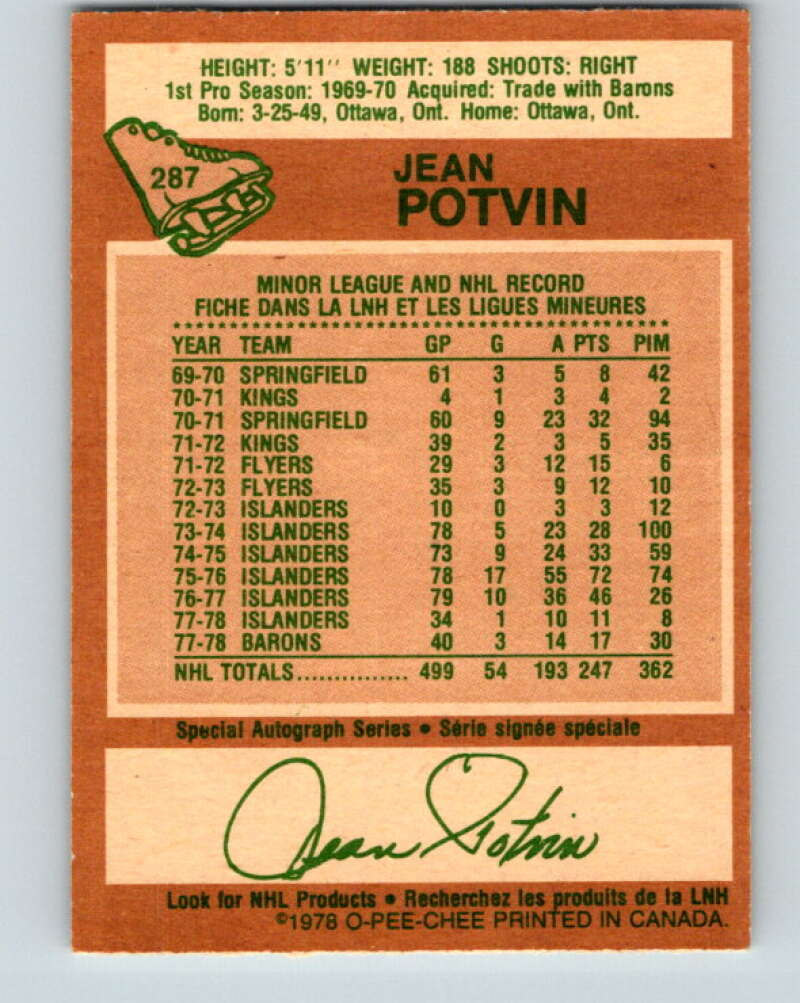 HEIGHT: 5'11" WEIGHT: 188 SHOOTS: RIGHT
1st Pro Season: 1969-70 Acquired: Trade with Barons
Born: 3-25-49, Ottawa, Ont. Home: Ottawa, Ont.
287
JEAN
POTVIN
MINOR LEAGUE AND NHL RECORD
FICHE DANS LA LNH ET LES LIGUES MINEURES
YEAR TEAM GP G A PTS PIM
69-70 SPRINGFIELD 61 3 5 8 42
70-71 KINGS 4 1 3 4 2
70-71 SPRINGFIELD 60 9 23 32 94
71-72 KINGS 39 2 3 5 35
71-72 FLYERS 29 3 12 15 6
72-73 FLYERS 35 3 9 12 10
72-73 ISLANDERS 10 0 3 3 12
73-74 ISLANDERS 78 5 23 28 100
74-75 ISLANDERS 73 9 24 33 59
75-76 ISLANDERS 78 17 55 72 74
76-77 ISLANDERS 79 10 36 46 26
77-78 ISLANDERS 34 1 10 11 8
77-78 BARONS 40 3 14 17 30
NHL TOTALS............... 499 54 193 247 362
Special Autograph Series • Série signée spéciale
Jean Potvin
Look for NHL Products • Recherchez les produits de la LNH
©1978 O-PEE-CHEE PRINTED IN CANADA.